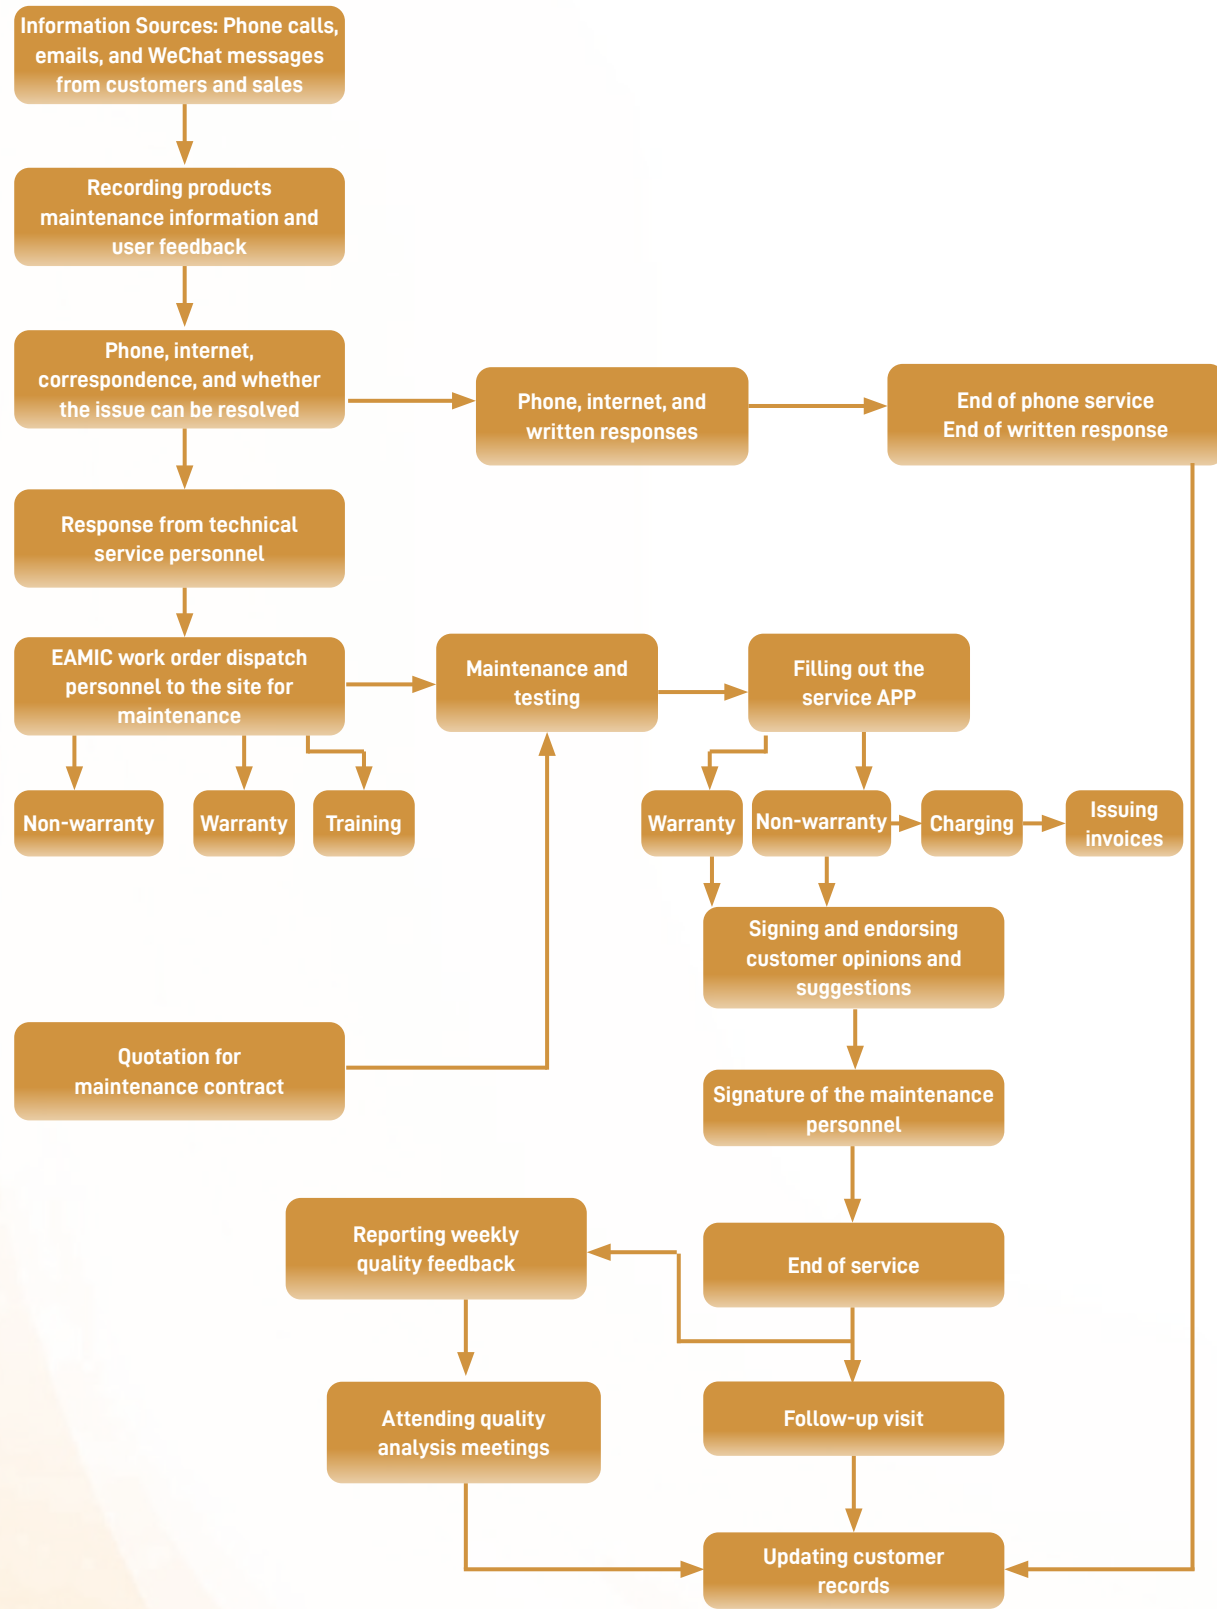 Information Sources: Phone calls,
emails, and WeChat messages
from customers and sales
Recording products
maintenance information and
user feedback
Phone, internet,
correspondence, and whether
the issue can be resolved
Phone, internet, and
written responses
End of phone service
End of written response
Response from technical
service personnel
EAMIC work order dispatch
personnel to the site for
maintenance
Maintenance and
testing
Filling out the
service APP
Non-warranty
Warranty
Training
Warranty
Non-warranty
Charging
Issuing
invoices
Signing and endorsing
customer opinions and
suggestions
Quotation for
maintenance contract
Signature of the maintenance
personnel
Reporting weekly
quality feedback
End of service
Attending quality
analysis meetings
Follow-up visit
Updating customer
records